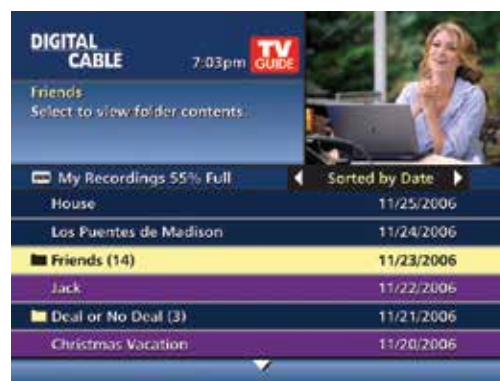 DIGITAL
CABLE
7:03pm
TV
GUIDE
Friends
Select to view folder contents.
My Recordings 55% Full
Sorted by Date
House 11/25/2006
Los Puentes de Madison 11/24/2006
Friends (14) 11/23/2006
Jack 11/22/2006
Deal or No Deal (3) 11/21/2006
Christmas Vacation 11/20/2006